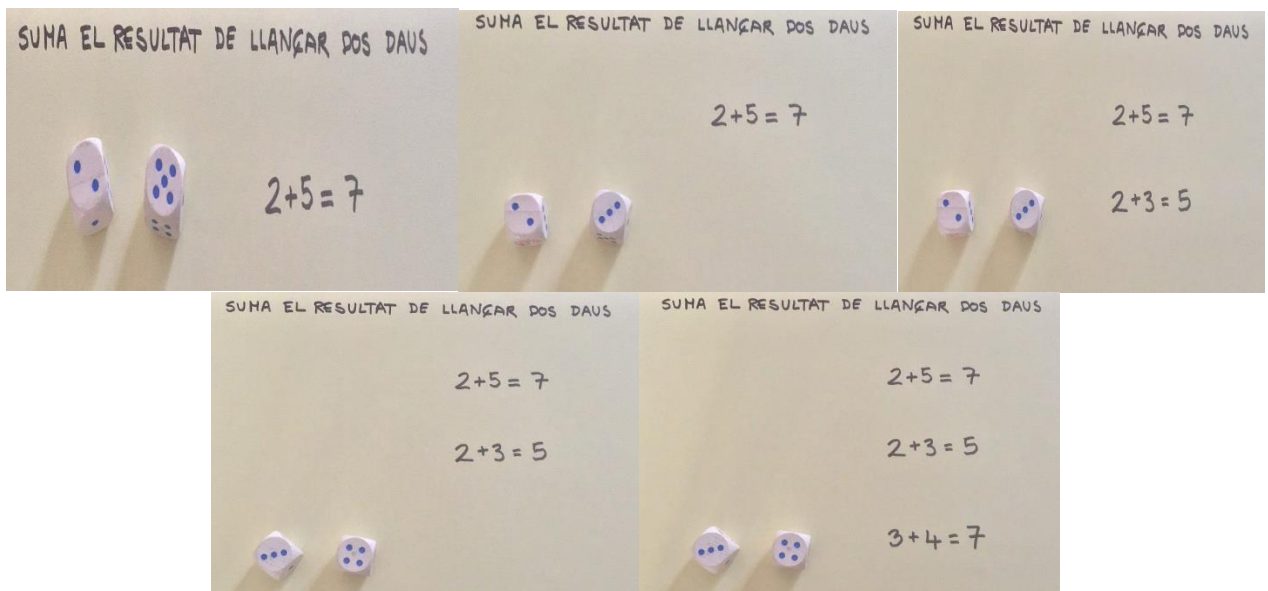 SUMA EL RESULTAT DE LLANÇAR DOS DAUS
2+5=7
SUMA EL RESULTAT DE LLANÇAR DOS DAUS
2+5=7
SUMA EL RESULTAT DE LLANÇAR DOS DAUS
2+5=7
2+3=5
SUMA EL RESULTAT DE LLANÇAR DOS DAUS
2+5=7
2+3=5
SUMA EL RESULTAT DE LLANÇAR DOS DAUS
2+5=7
2+3=5
3+4=7